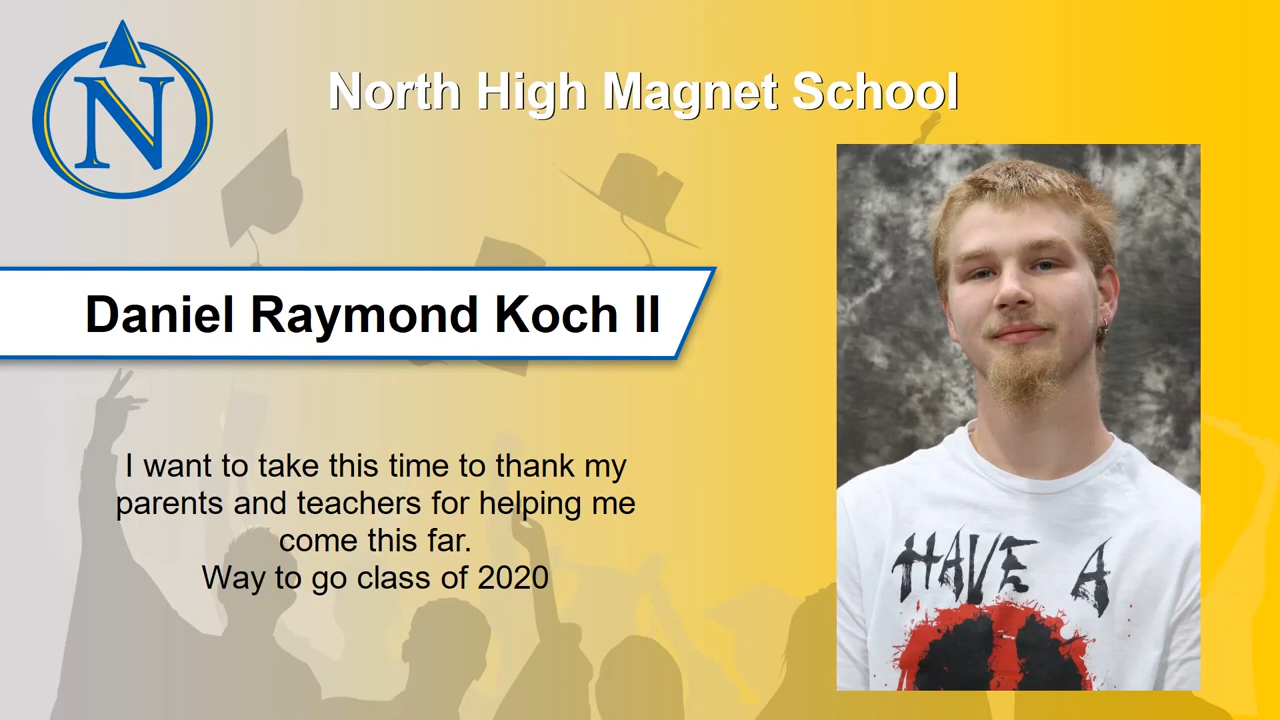 N
North High Magnet School
Daniel Raymond Koch II
I want to take this time to thank my
parents and teachers for helping me
come this far.
Way to go class of 2020
HAVE A